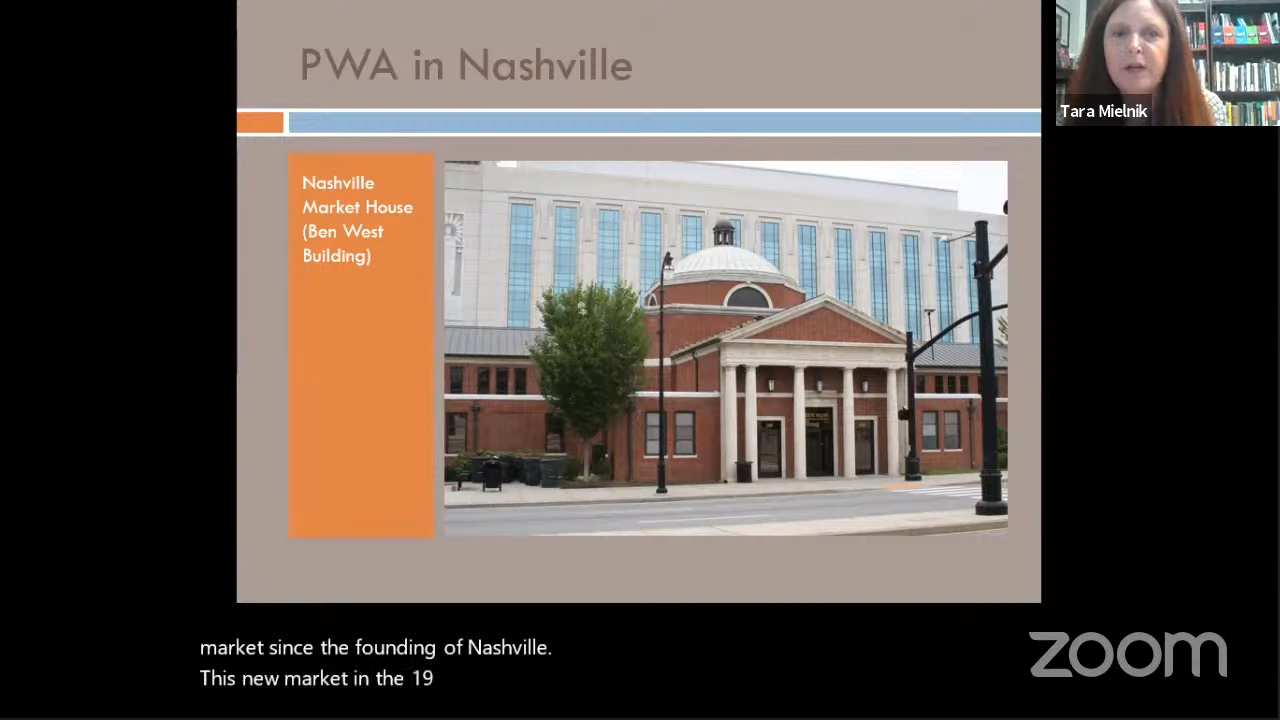 PWA in Nashville
Tara Mielnik
Nashville
Market House
(Ben West
Building)
market since the founding of Nashville.
This new market in the 19
zoom